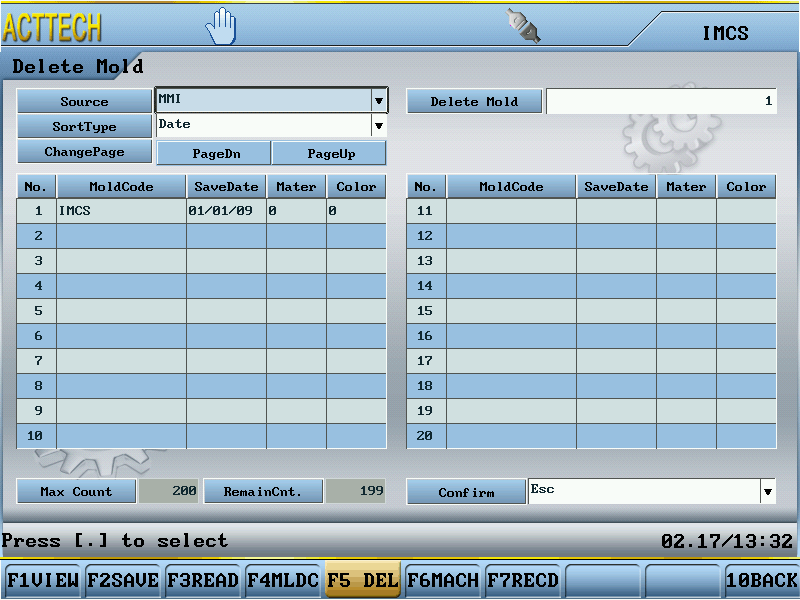 ACTTECH
IMCS
Delete Mold
Source MMI Delete Mold 1
SortType Date
ChangePage PageDn PageUp
No. MoldCode SaveDate Mater Color No. MoldCode SaveDate Mater Color
1 IMCS 01/01/09 0 0 11
2 12
3 13
4 14
5 15
6 16
7 17
8 18
9 19
10 20
Max Count 200 RemainCnt. 199 Confirm Esc
Press [.] to select 02.17/13:32
F1VIEW F2SAVE F3READ F4MLDC F5 DEL F6MACH F7RECD 10BACK